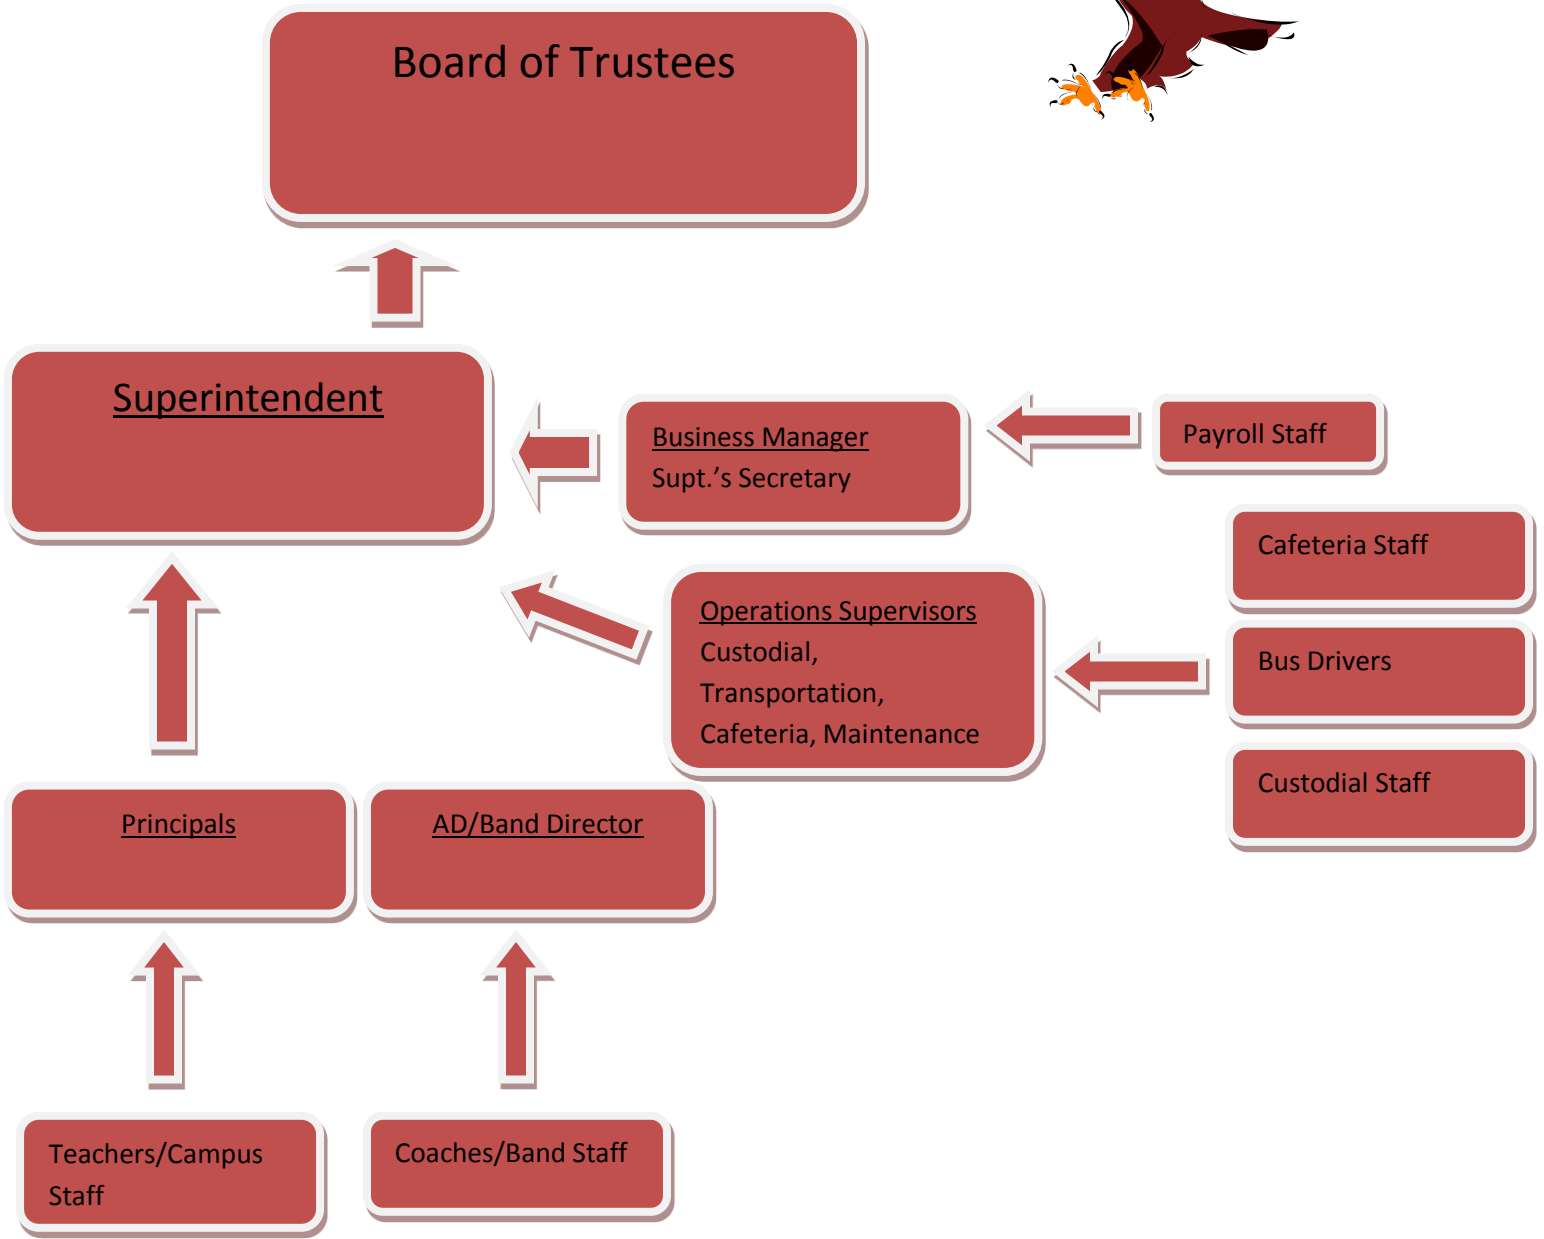 Board of Trustees
Superintendent
Business Manager
Supt.’s Secretary
Payroll Staff
Cafeteria Staff
Operations Supervisors
Custodial,
Transportation,
Cafeteria, Maintenance
Bus Drivers
Custodial Staff
Principals
AD/Band Director
Teachers/Campus
Staff
Coaches/Band Staff